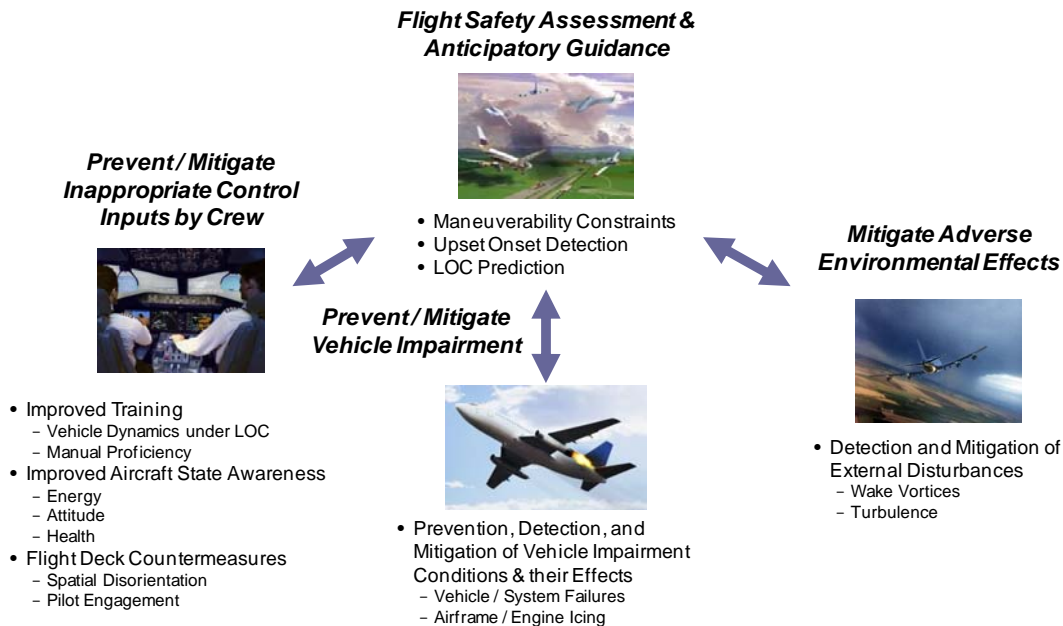 Flight Safety Assessment &
Anticipatory Guidance
• Maneuverability Constraints
• Upset Onset Detection
• LOC Prediction
Prevent / Mitigate
Inappropriate Control
Inputs by Crew
• Improved Training
– Vehicle Dynamics under LOC
– Manual Proficiency
• Improved Aircraft State Awareness
– Energy
– Attitude
– Health
• Flight Deck Countermeasures
– Spatial Disorientation
– Pilot Engagement
Prevent / Mitigate
Vehicle Impairment
• Prevention, Detection, and
Mitigation of Vehicle Impairment
Conditions & their Effects
– Vehicle / System Failures
– Airframe / Engine Icing
Mitigate Adverse
Environmental Effects
• Detection and Mitigation of
External Disturbances
– Wake Vortices
– Turbulence